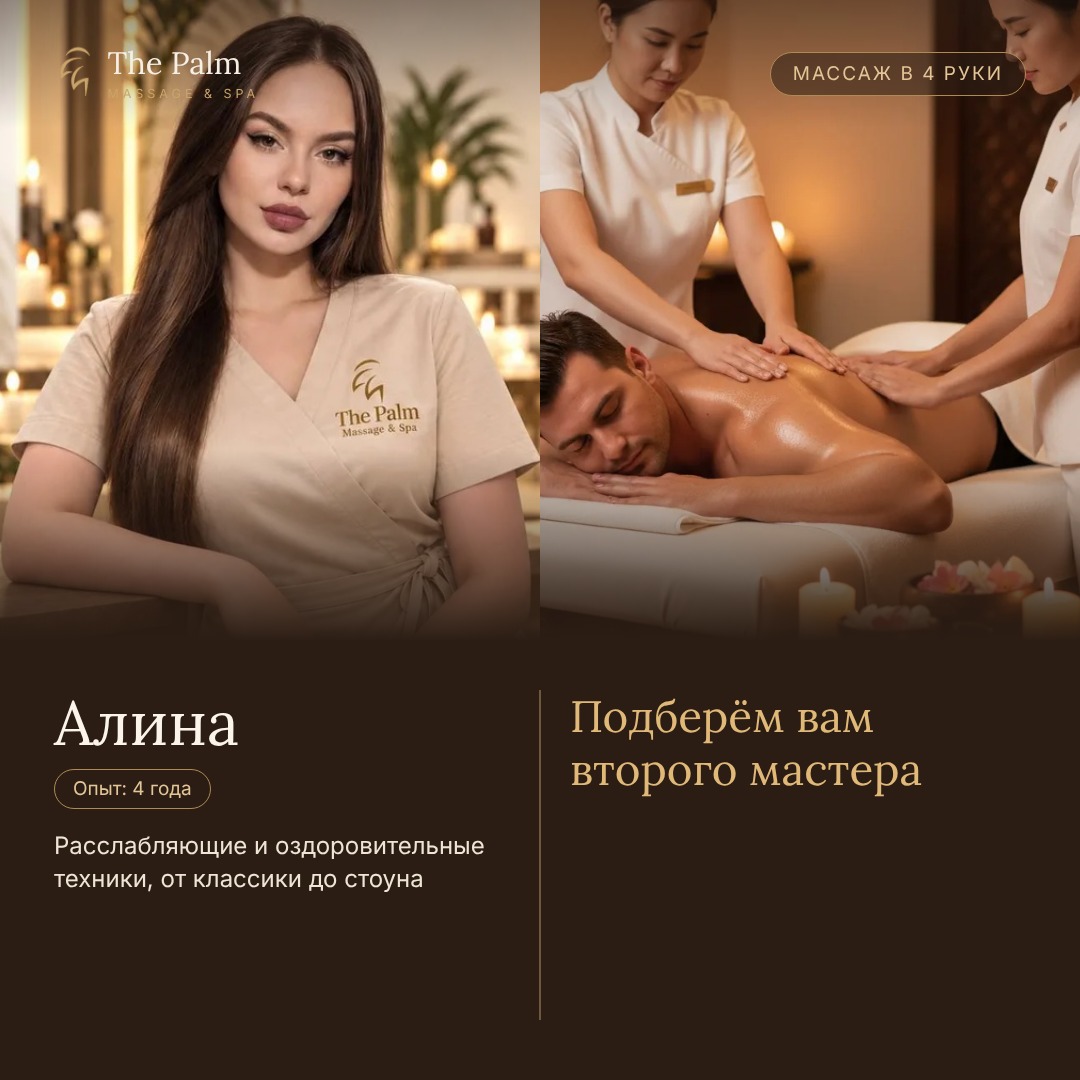 The Palm
MASSAGE & SPA
МАССАЖ В 4 РУКИ
The Palm
Massage & Spa
Алина
Опыт: 4 года
Расслабляющие и оздоровительные
техники, от классики до стоуна
Подберём вам
второго мастера